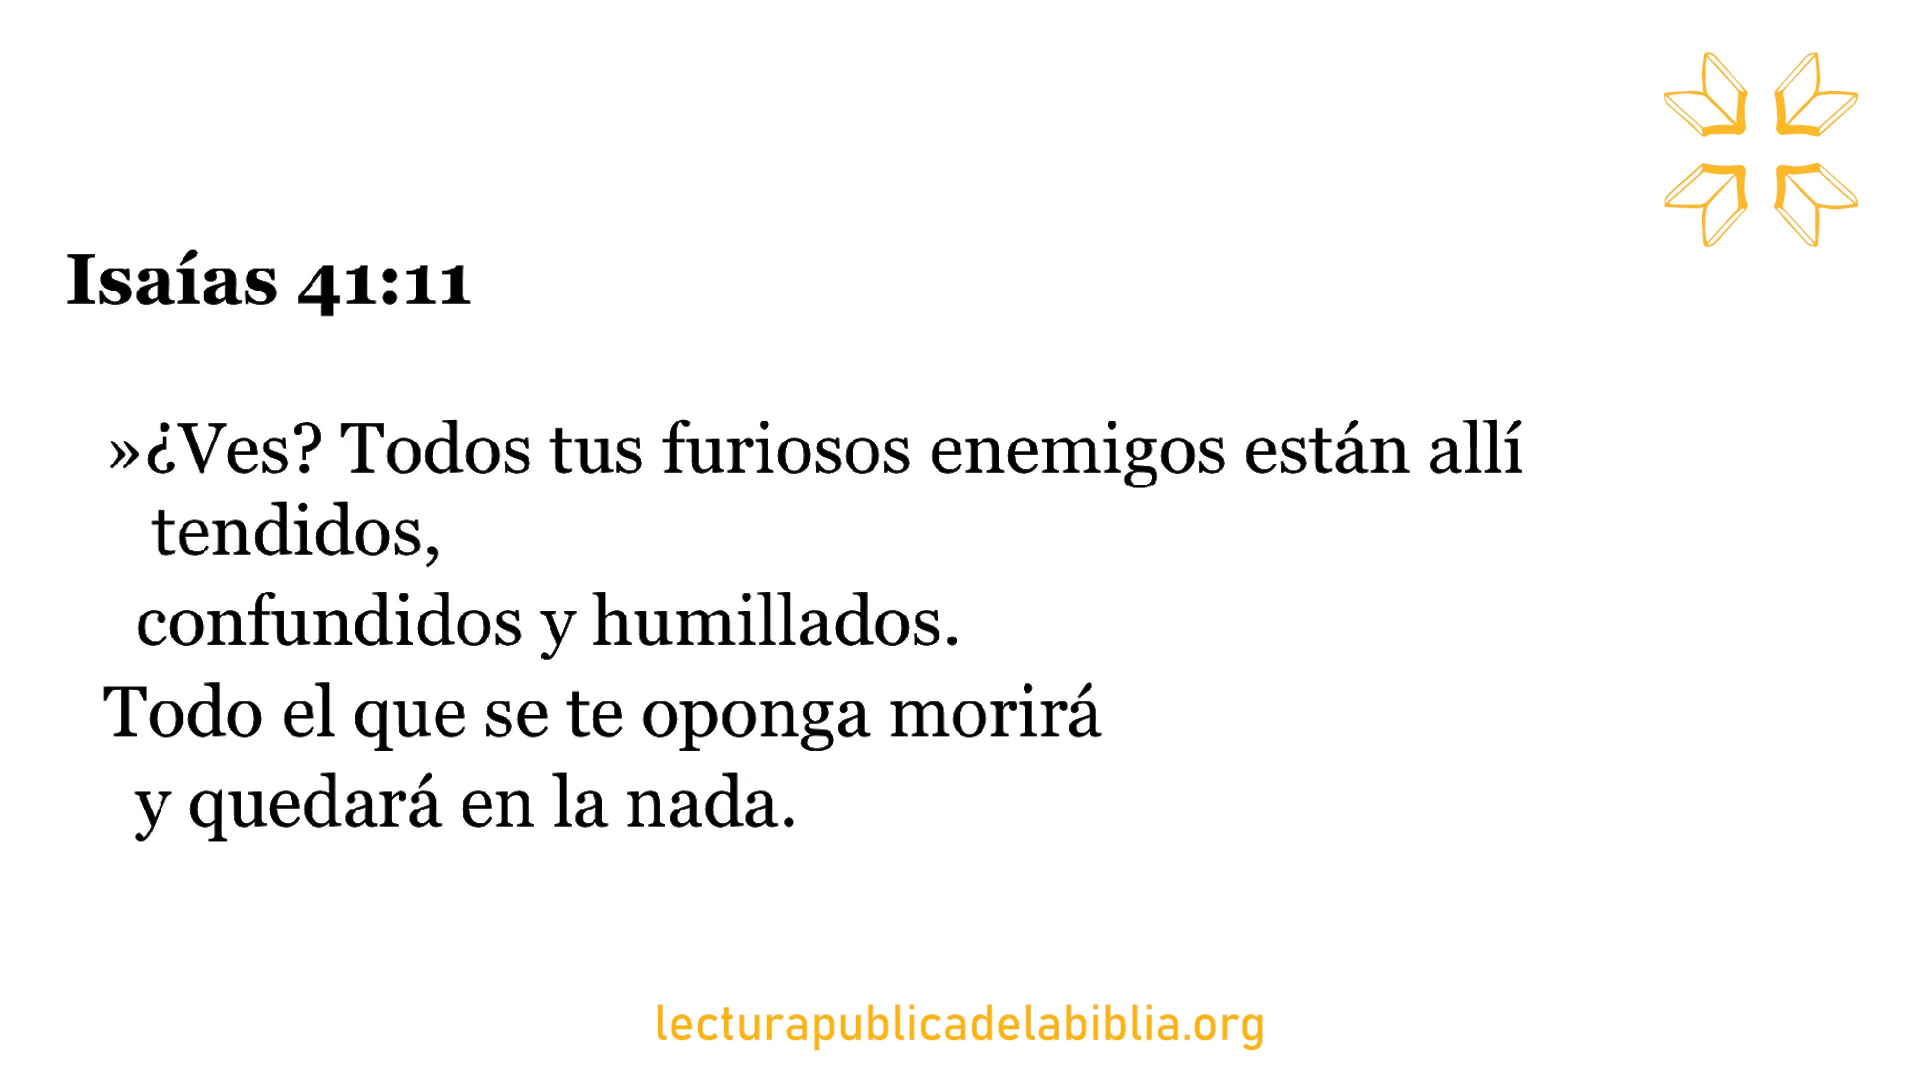 Isaías 41:11
»¿Ves? Todos tus furiosos enemigos están allí
tendidos,
confundidos y humillados.
Todo el que se te oponga morirá
y quedará en la nada.
lecturapublicadelabiblia.org